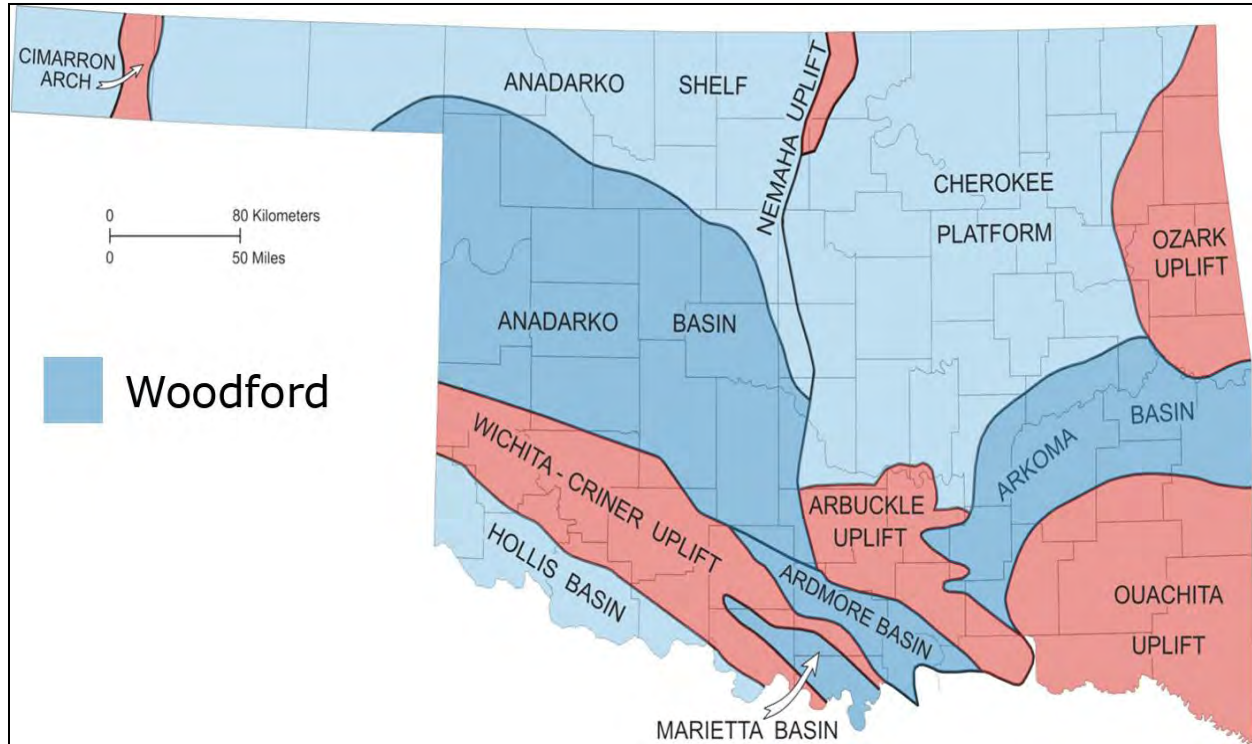 CIMARRON
ARCH
ANADARKO SHELF
NEMAHA UPLIFT
CHEROKEE
PLATFORM
OZARK
UPLIFT
0 80 Kilometers
0 50 Miles
ANADARKO BASIN
Woodford
WICHITA - CRINER UPLIFT
HOLLIS BASIN
ARBUCKLE
UPLIFT
ARKOMA BASIN
ARDMORE BASIN
OUACHITA
UPLIFT
MARIETTA BASIN